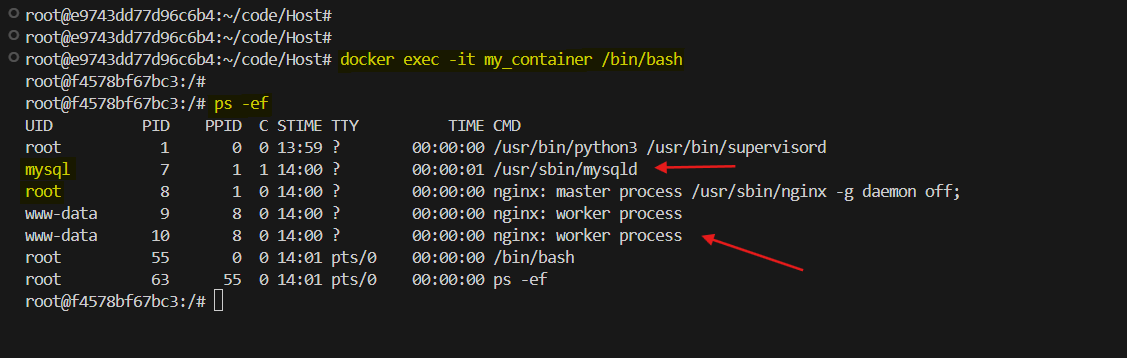 root@e9743dd77d96c6b4:~/code/Host#
root@e9743dd77d96c6b4:~/code/Host#
root@e9743dd77d96c6b4:~/code/Host# docker exec -it my_container /bin/bash
root@f4578bf67bc3:/#
root@f4578bf67bc3:/# ps -ef
UID          PID    PPID  C STIME TTY          TIME CMD
root           1       0  0 13:59 ?        00:00:00 /usr/bin/python3 /usr/bin/supervisord
mysql          7       1  1 14:00 ?        00:00:01 /usr/sbin/mysqld
root           8       1  0 14:00 ?        00:00:00 nginx: master process /usr/sbin/nginx -g daemon off;
www-data       9       8  0 14:00 ?        00:00:00 nginx: worker process
www-data      10       8  0 14:00 ?        00:00:00 nginx: worker process
root          55       0  0 14:01 pts/0    00:00:00 /bin/bash
root          63      55  0 14:01 pts/0    00:00:00 ps -ef
root@f4578bf67bc3:/#